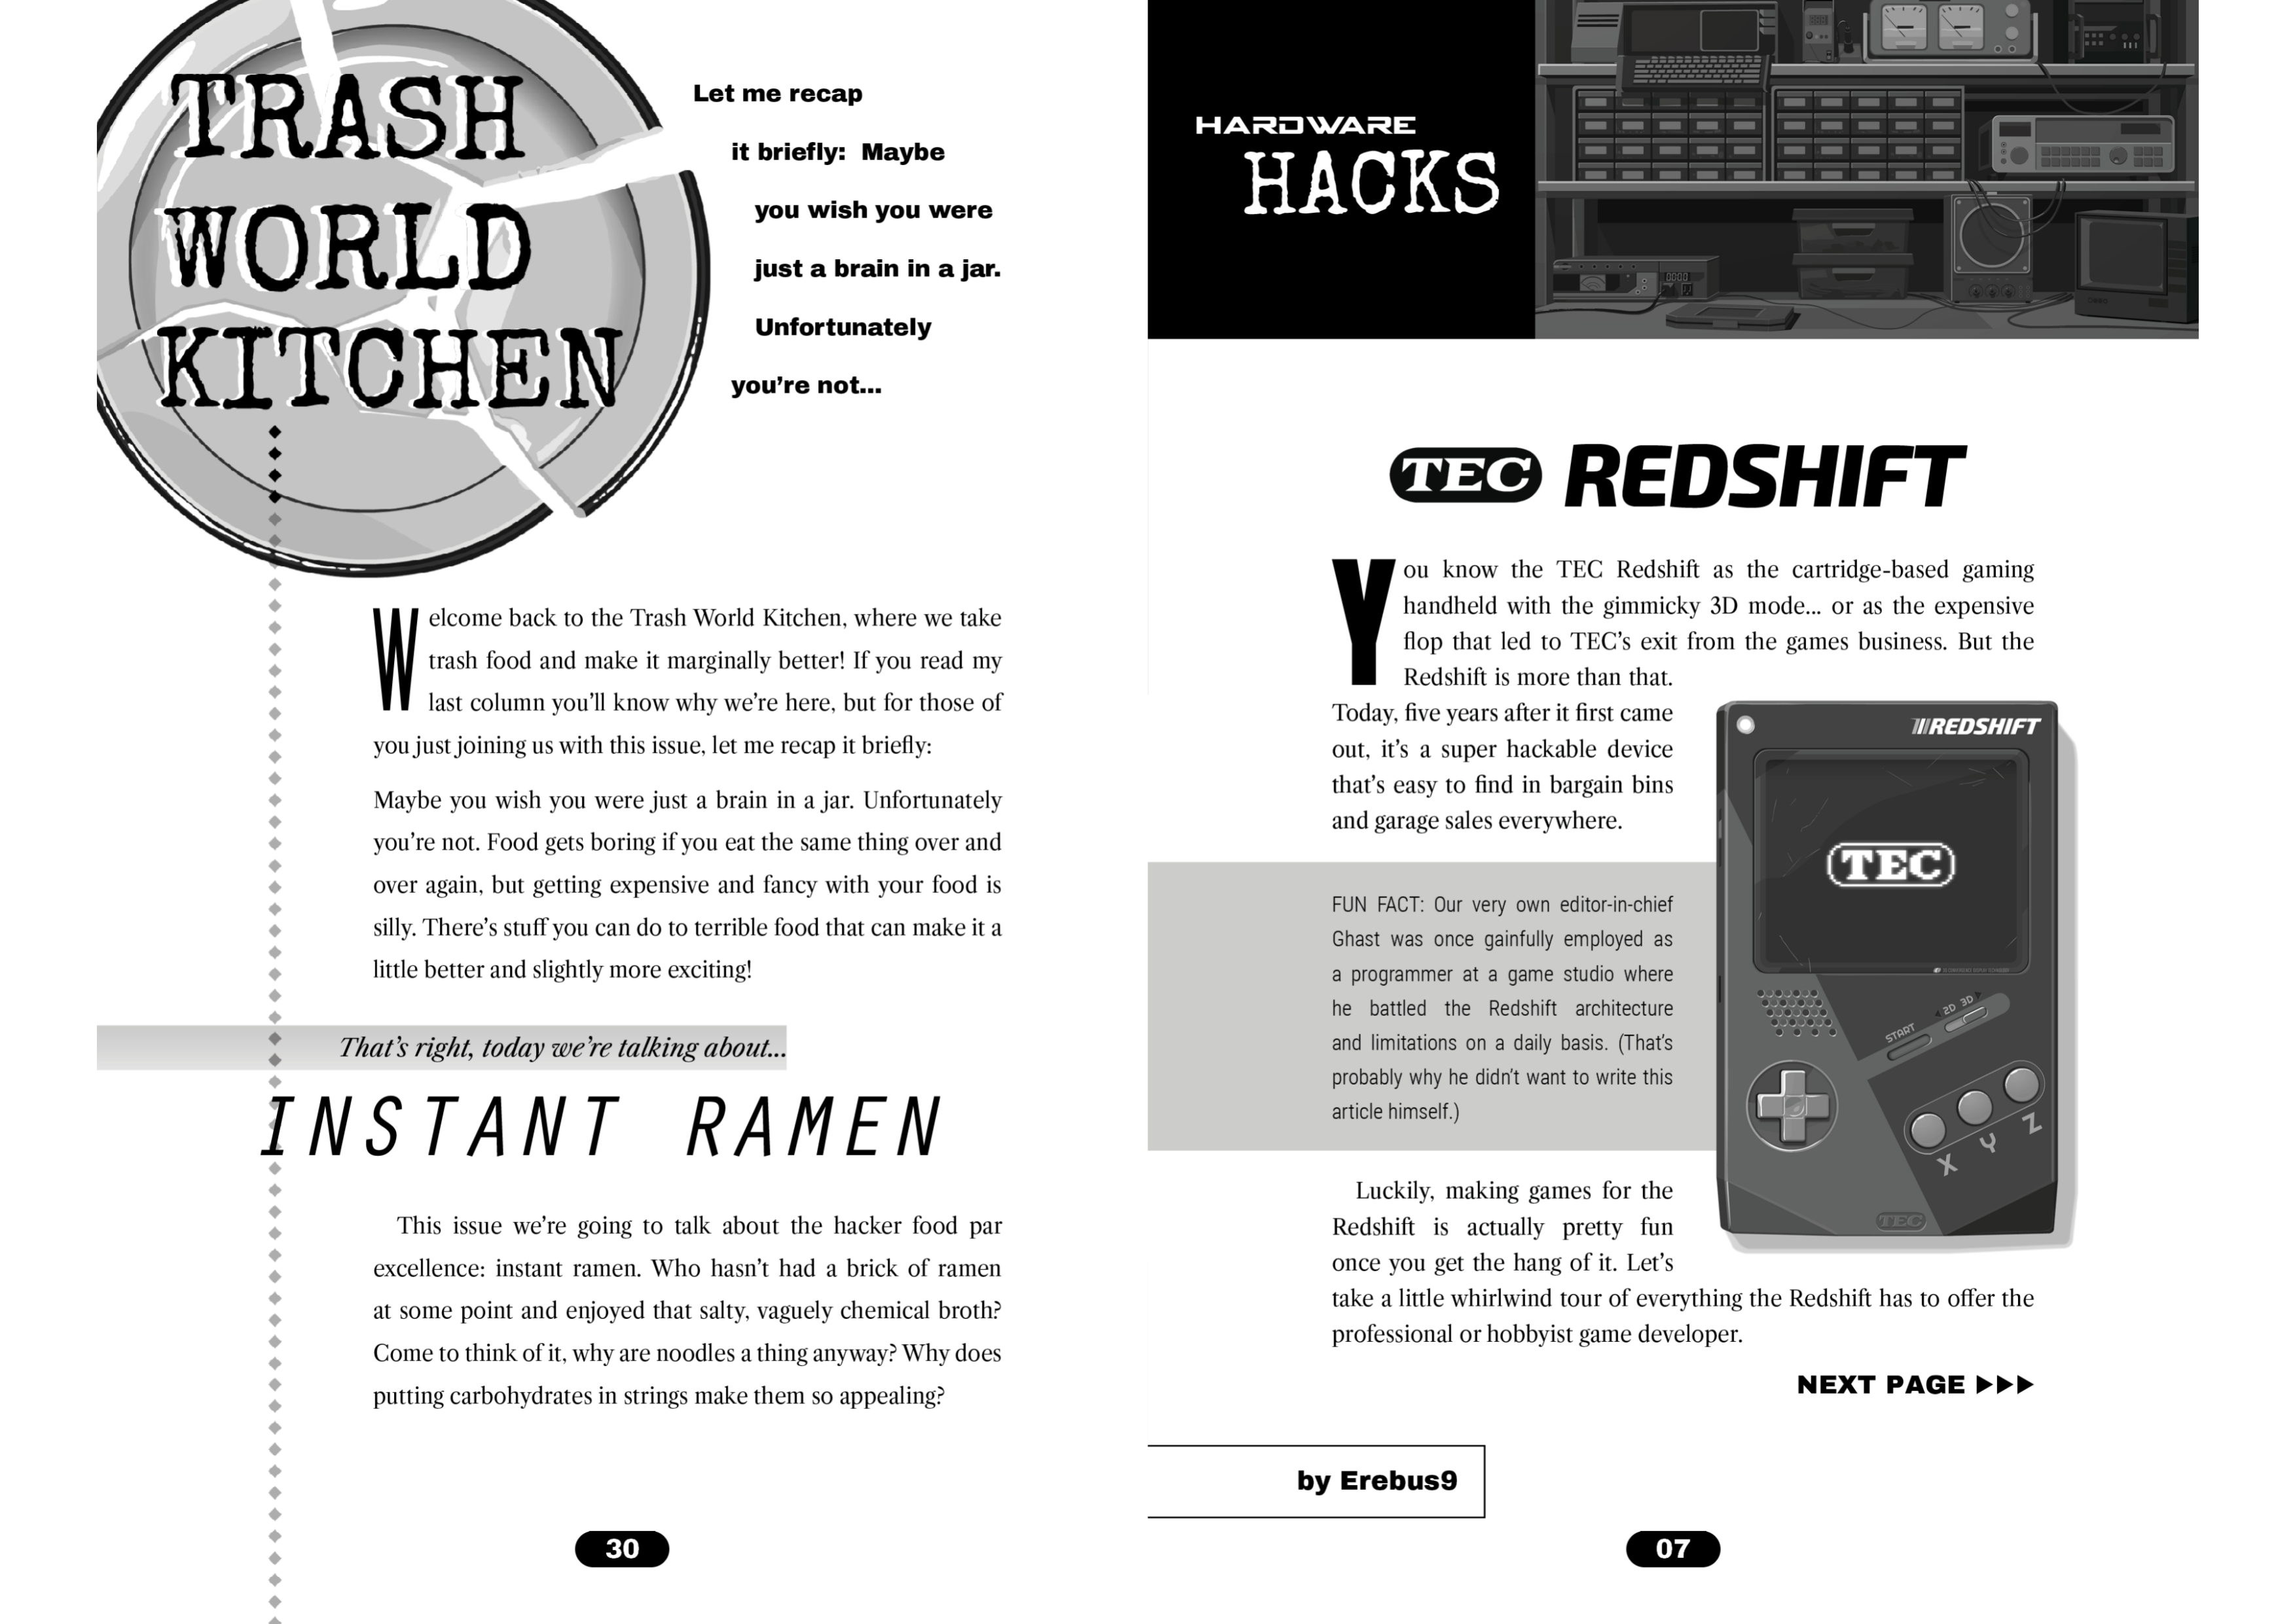 TRASH
WORLD
KITCHEN
Let me recap
it briefly: Maybe
you wish you were
just a brain in a jar.
Unfortunately
you're not...
Welcome back to the Trash World Kitchen, where we take
trash food and make it marginally better! If you read my
last column you'll know why we're here, but for those of
you just joining us with this issue, let me recap it briefly:
Maybe you wish you were just a brain in a jar. Unfortunately
you're not. Food gets boring if you eat the same thing over and
over again, but getting expensive and fancy with your food is
silly. There's stuff you can do to terrible food that can make it a
little better and slightly more exciting!
That's right, today we're talking about...
INSTANT RAMEN
This issue we're going to talk about the hacker food par
excellence: instant ramen. Who hasn't had a brick of ramen
at some point and enjoyed that salty, vaguely chemical broth?
Come to think of it, why are noodles a thing anyway? Why does
putting carbohydrates in strings make them so appealing?
30
HARDWARE
HACKS
TEC REDSHIFT
You know the TEC Redshift as the cartridge-based gaming
handheld with the gimmicky 3D mode... or as the expensive
flop that led to TEC's exit from the games business. But the
Redshift is more than that.
Today, five years after it first came
out, it's a super hackable device
that's easy to find in bargain bins
and garage sales everywhere.
FUN FACT: Our very own editor-in-chief
Ghast was once gainfully employed as
a programmer at a game studio where
he battled the Redshift architecture
and limitations on a daily basis. (That's
probably why he didn't want to write this
article himself.)
Luckily, making games for the
Redshift is actually pretty fun
once you get the hang of it. Let's
take a little whirlwind tour of everything the Redshift has to offer the
professional or hobbyist game developer.
REDSHIFT
TEC
START
2D 3D
X Y Z
TEC
NEXT PAGE ▶▶▶
by Erebus9
07